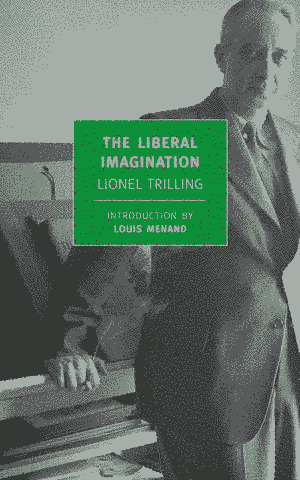 THE LIBERAL
IMAGINATION
LIONEL TRILLING
INTRODUCTION BY
LOUIS MENAND